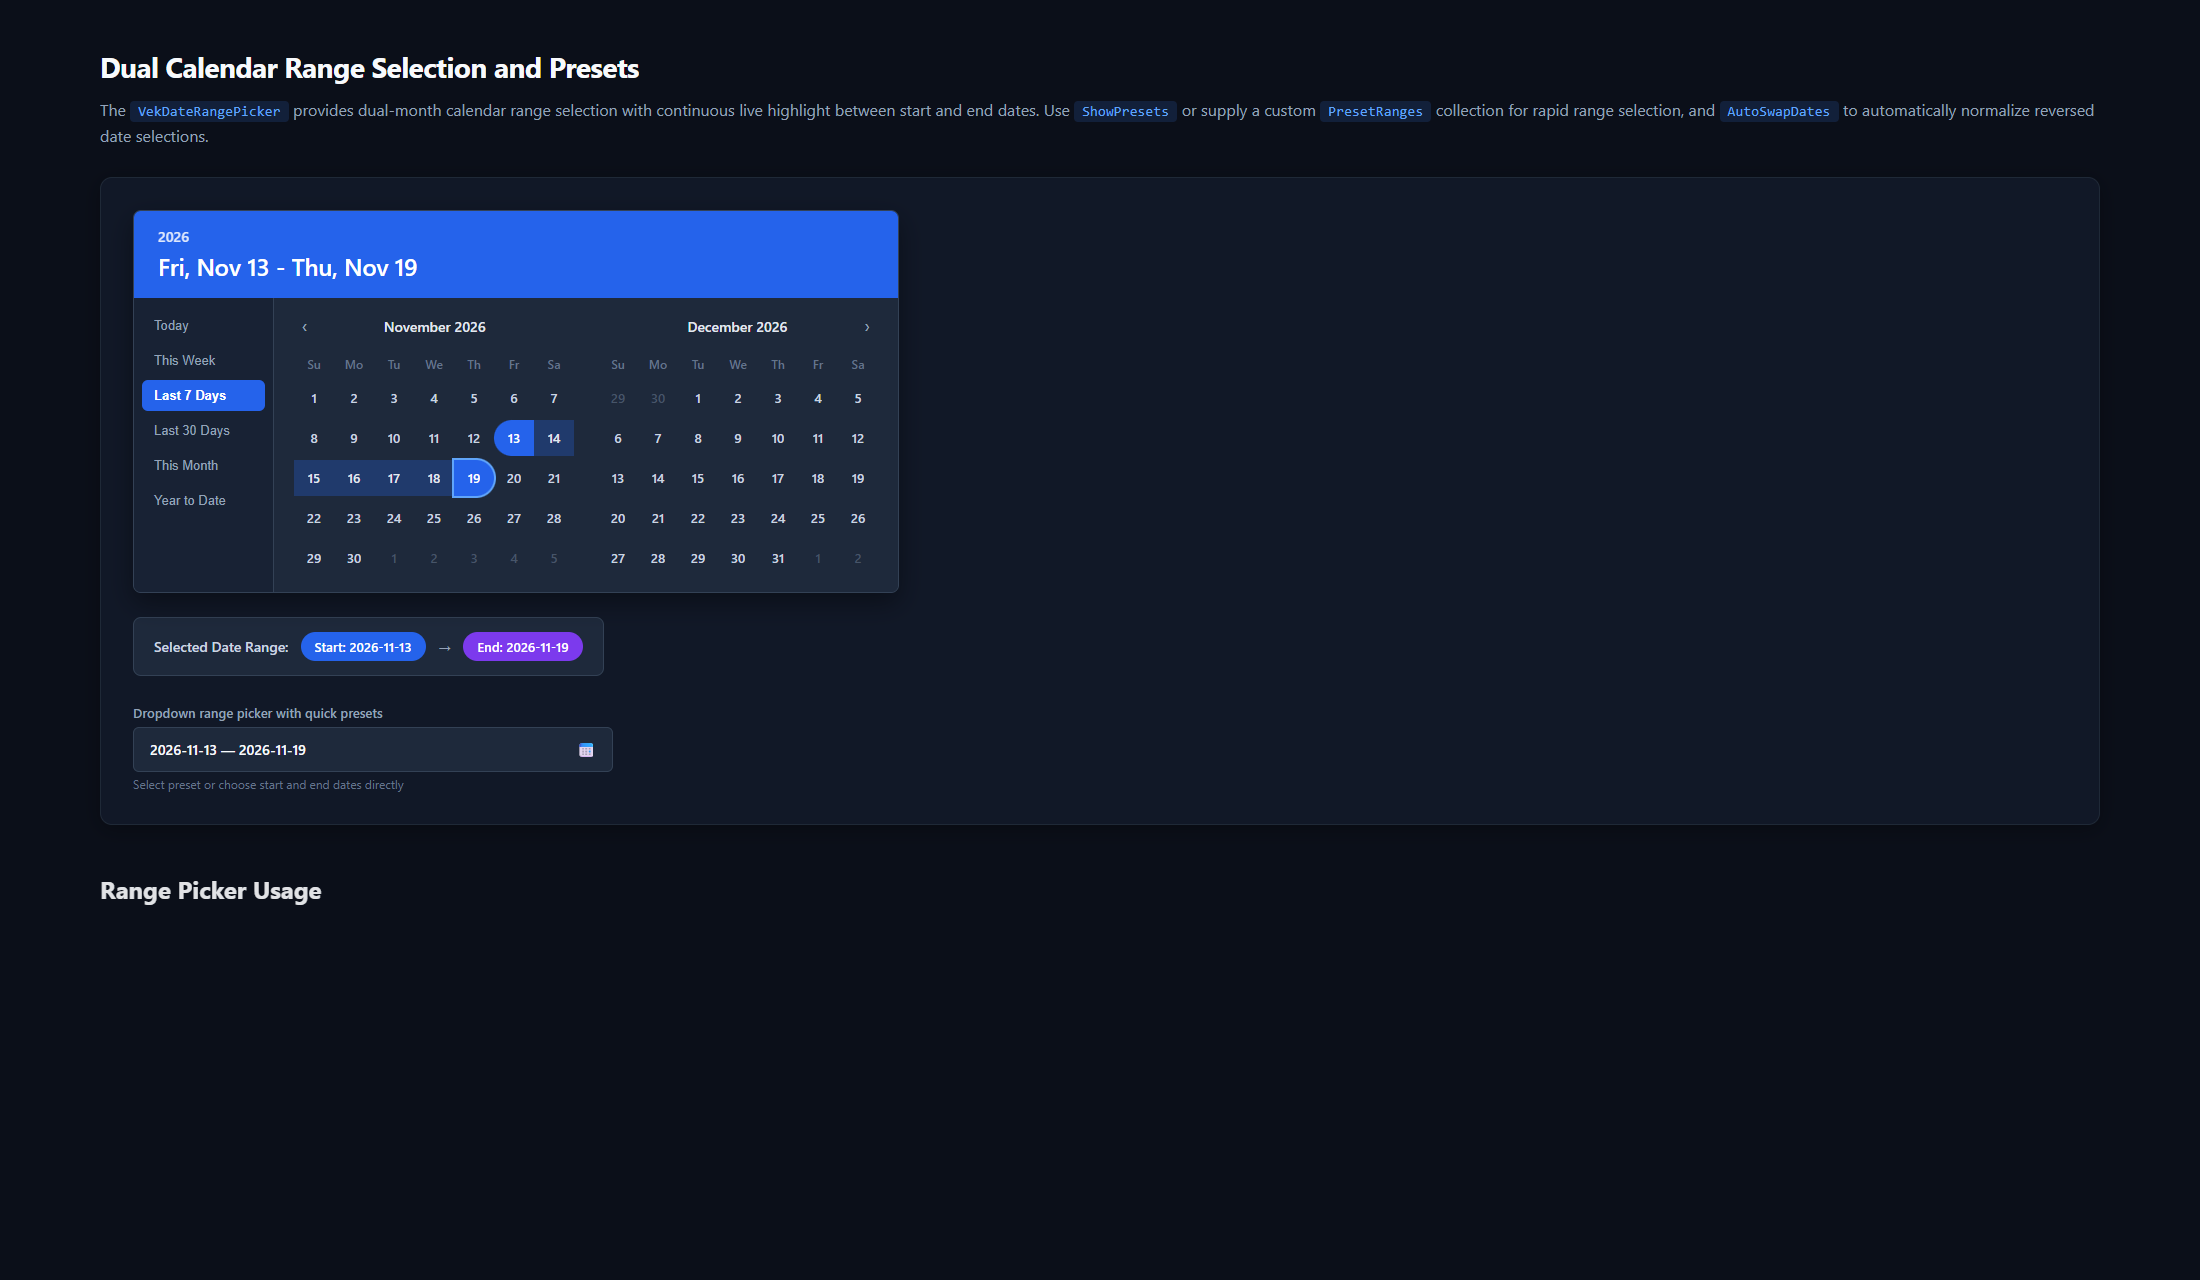 Dual Calendar Range Selection and Presets
The VekDateRangePicker provides dual-month calendar range selection with continuous live highlight between start and end dates. Use ShowPresets or supply a custom PresetRanges collection for rapid range selection, and AutoSwapDates to automatically normalize reversed
date selections.
2026
Fri, Nov 13 - Thu, Nov 19
Today
This Week
Last 7 Days
Last 30 Days
This Month
Year to Date
‹ November 2026
Su Mo Tu We Th Fr Sa
1 2 3 4 5 6 7
8 9 10 11 12 13 14
15 16 17 18 19 20 21
22 23 24 25 26 27 28
29 30 1 2 3 4 5
December 2026 ›
Su Mo Tu We Th Fr Sa
29 30 1 2 3 4 5
6 7 8 9 10 11 12
13 14 15 16 17 18 19
20 21 22 23 24 25 26
27 28 29 30 31 1 2
Selected Date Range: Start: 2026-11-13 → End: 2026-11-19
Dropdown range picker with quick presets
2026-11-13 — 2026-11-19
Select preset or choose start and end dates directly
Range Picker Usage